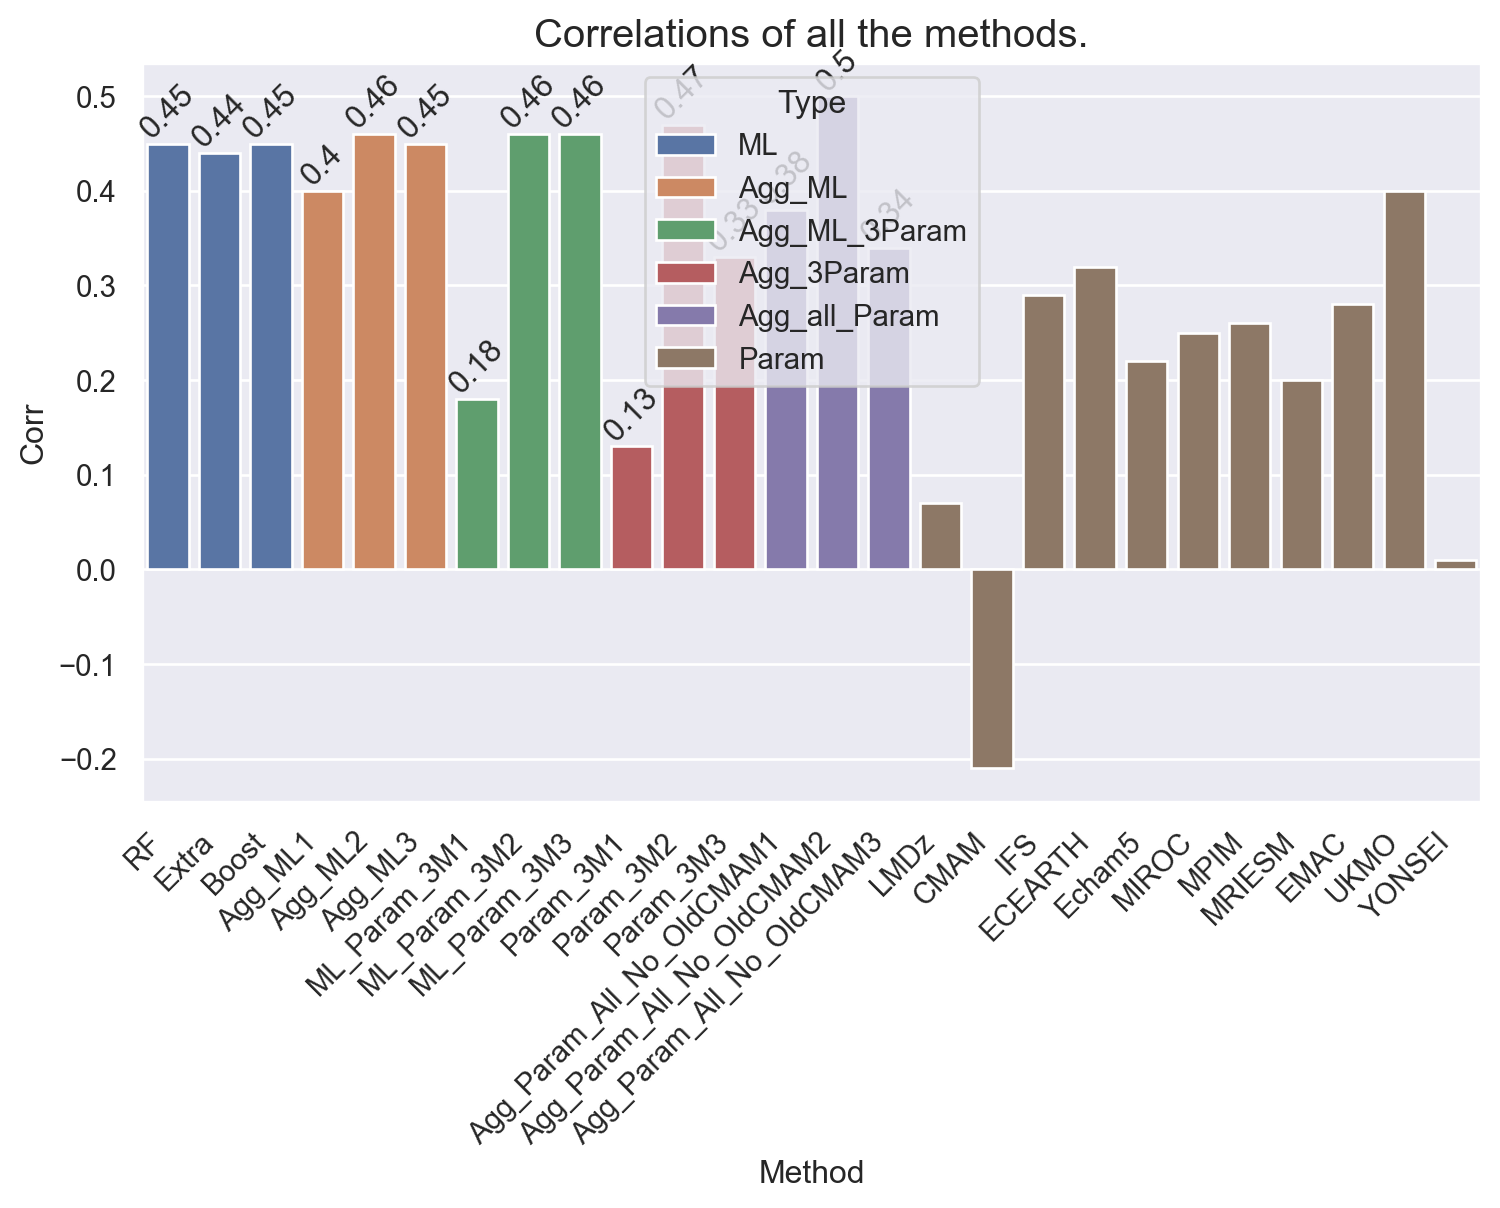 Correlations of all the methods.
0.45
0.44
0.45
0.4
0.46
0.45
0.18
0.46
0.46
0.13
0.47
0.33
0.38
0.5
0.34
Type
ML
Agg_ML
Agg_ML_3Param
Agg_3Param
Agg_all_Param
Param
Corr
0.5
0.4
0.3
0.2
0.1
0.0
−0.1
−0.2
RF
Extra
Boost
Agg_ML1
Agg_ML2
Agg_ML3
ML_Param_3M1
ML_Param_3M2
ML_Param_3M3
Param_3M1
Param_3M2
Param_3M3
Agg_Param_All_No_OldCMAM1
Agg_Param_All_No_OldCMAM2
Agg_Param_All_No_OldCMAM3
LMDz
CMAM
IFS
ECEARTH
Echam5
MIROC
MPIM
MRIESM
EMAC
UKMO
YONSEI
Method